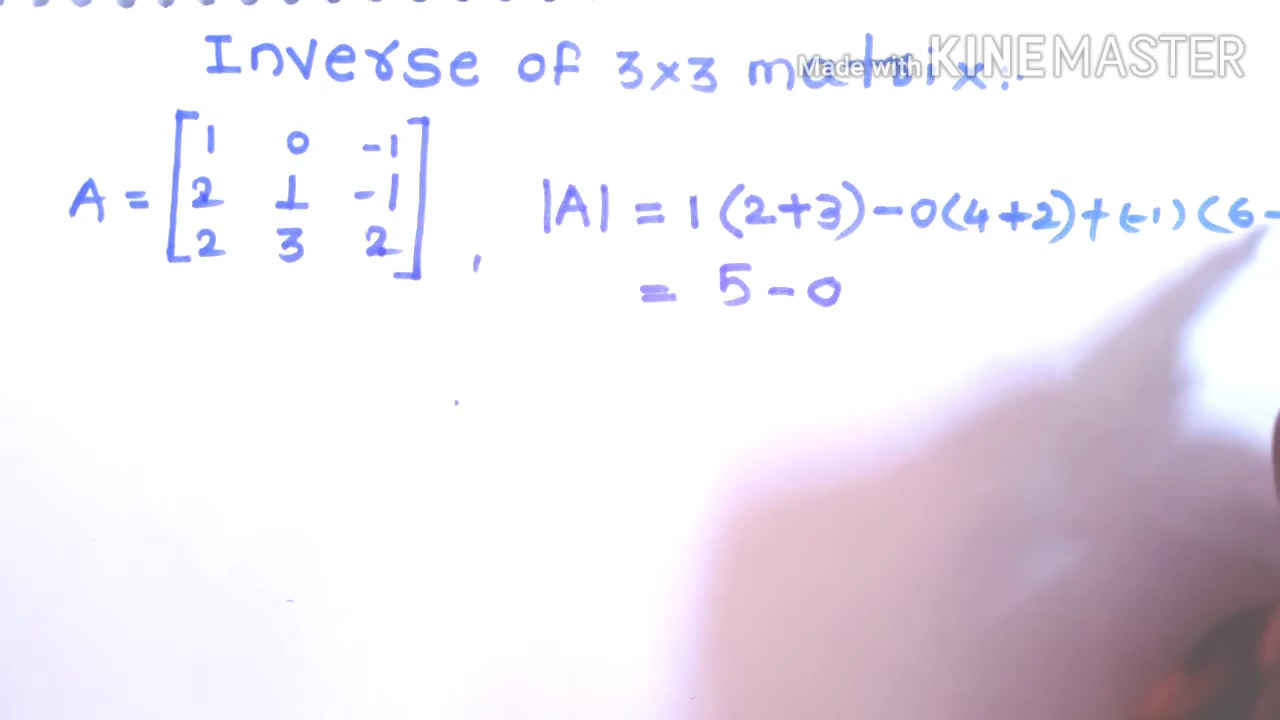 Inverse of 3×3 matrix:-
Made with KINEMASTER
A = [1 0 -1
2 1 -1
2 3 2] ,
|A| = 1(2+3)-0(4+2)+(-1)(6-
= 5-0